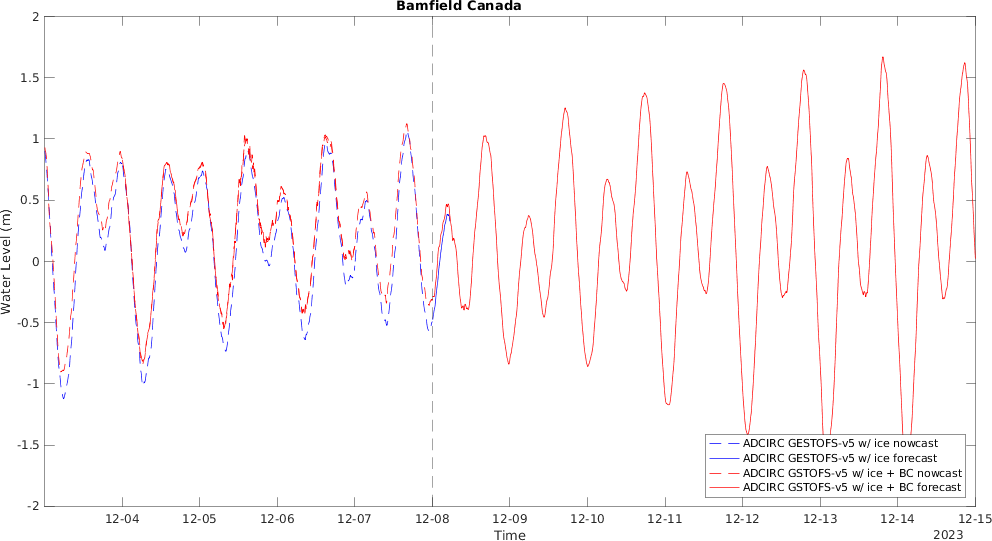 Bamfield Canada
2
1.5
1
0.5
0
-0.5
-1
-1.5
-2
Water Level (m)
ADCIRC GESTOFS-v5 w/ ice nowcast
ADCIRC GESTOFS-v5 w/ ice forecast
ADCIRC GSTOFS-v5 w/ ice + BC nowcast
ADCIRC GSTOFS-v5 w/ ice + BC forecast
12-04 12-05 12-06 12-07 12-08 12-09 12-10 12-11 12-12 12-13 12-14 12-15
Time
2023